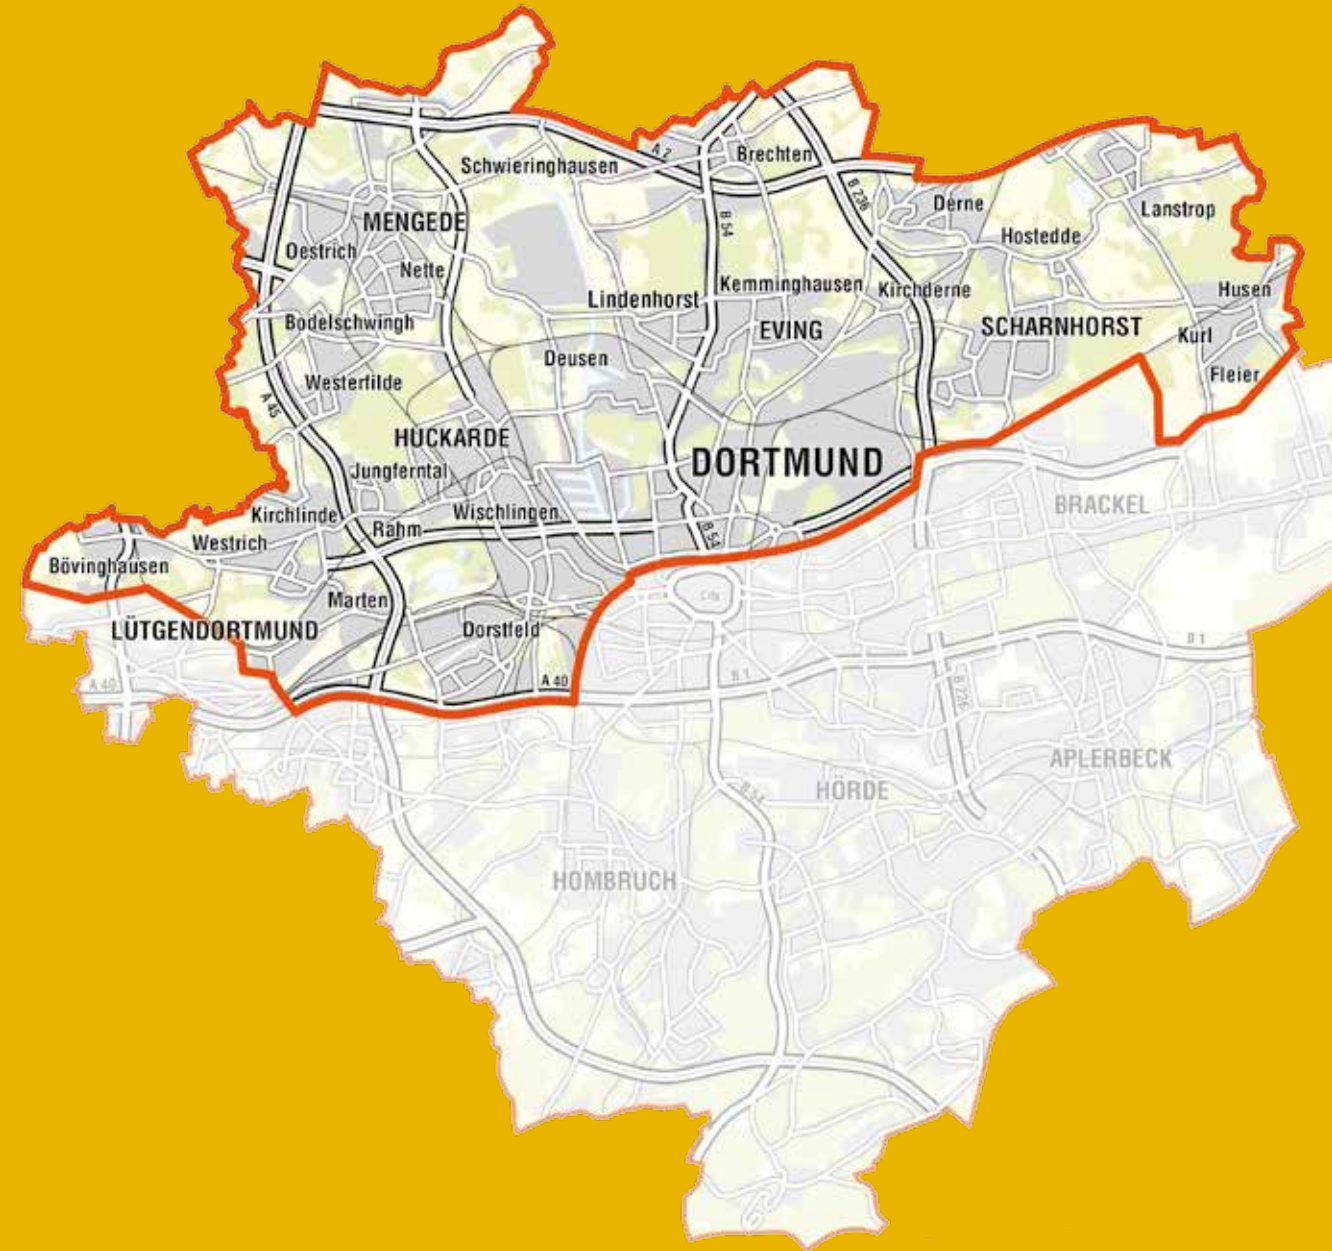 Schwieringhausen
A 2
Brechten
B 236
Derne
Lanstrop
MENGEDE
B 54
Hostedde
Oestrich
Nette
Kemminghausen
Kirchderne
Husen
Lindenhorst
Bodelschwingh
EVING
SCHARNHORST
Kurl
Deusen
Westerfilde
Fleier
A 45
HUCKARDE
DORTMUND
Jungferntal
BRACKEL
Kirchlinde
Wischlingen
Rahm
Westrich
B 54
Bövinghausen
Marten
City
LÜTGENDORTMUND
Dorstfeld
B 1
A 40
A 40
B 1
B 236
APLERBECK
B 54
HÖRDE
HOMBRUCH